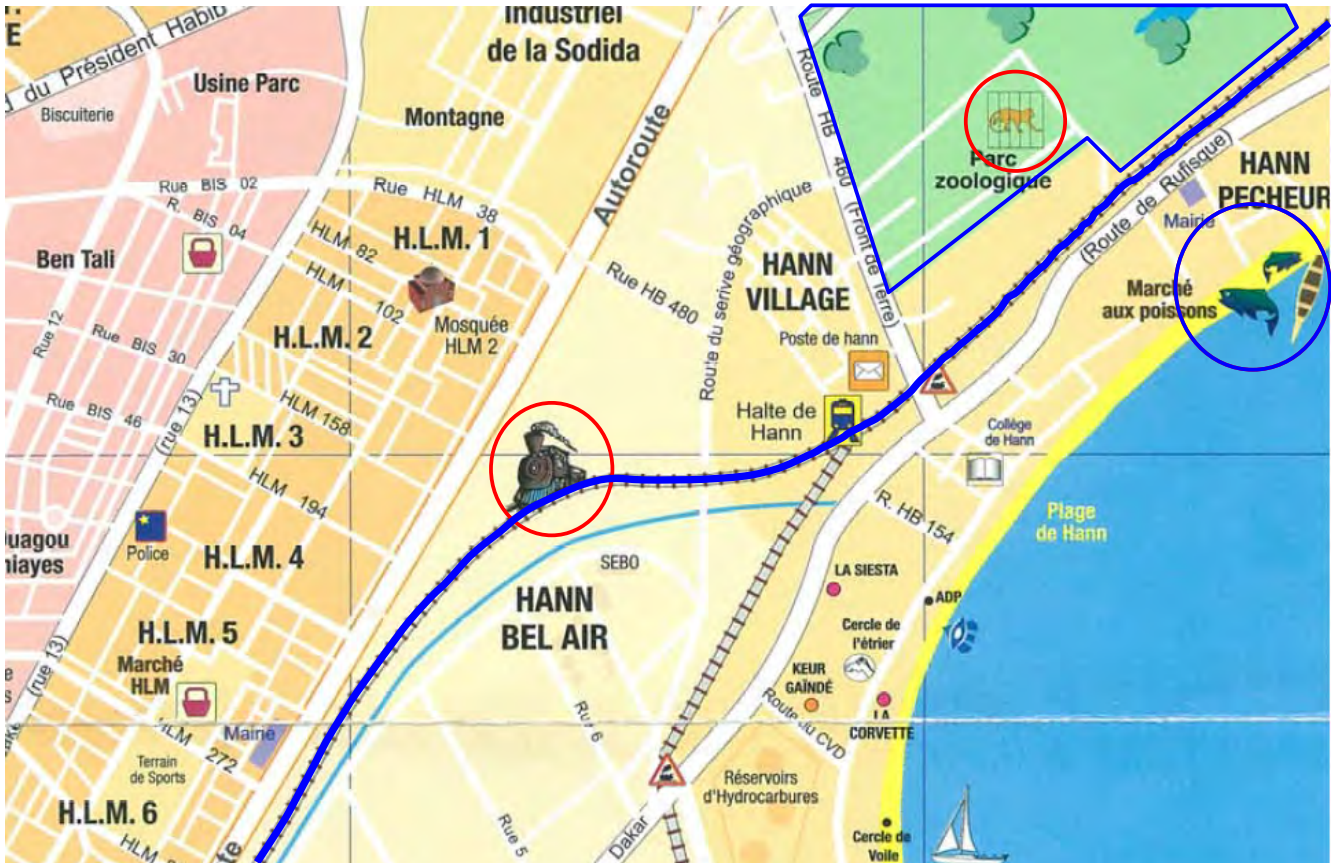 Industriel
de la Sodida
du Président Habib
Usine Parc
Biscuiterie
Montagne
Autoroute
Route HB 460 (Front de Terre)
Parc
zoologique
(Route de Rufisque)
HANN
PECHEUR
Mairie
Rue BIS 02
R. BIS 04
Rue HLM 38
H.L.M. 1
HLM 82
HLM 102
Ben Tali
Rue HB 480
Route du serive géographique
HANN
VILLAGE
Marché
aux poissons
Mosquée
HLM 2
H.L.M. 2
Poste de hann
Rue 12
Rue BIS 30
Rue BIS 46
(rue 13)
HLM 158
H.L.M. 3
Halte de
Hann
Collége
de Hann
HLM 194
R. HB 154
Plage
de Hann
Police
H.L.M. 4
SEBO
LA SIESTA
HANN
BEL AIR
ADP
Cercle de
l'étrier
H.L.M. 5
(rue 13)
Marché
HLM
KEUR
GAÏNDÉ
LA
CORVETTE
Route du CVD
Rue 6
HLM 272
Mairie
Terrain
de Sports
Réservoirs
d'Hydrocarbures
H.L.M. 6
HLM
Rue 5
Dakar
Cercle de
Voile